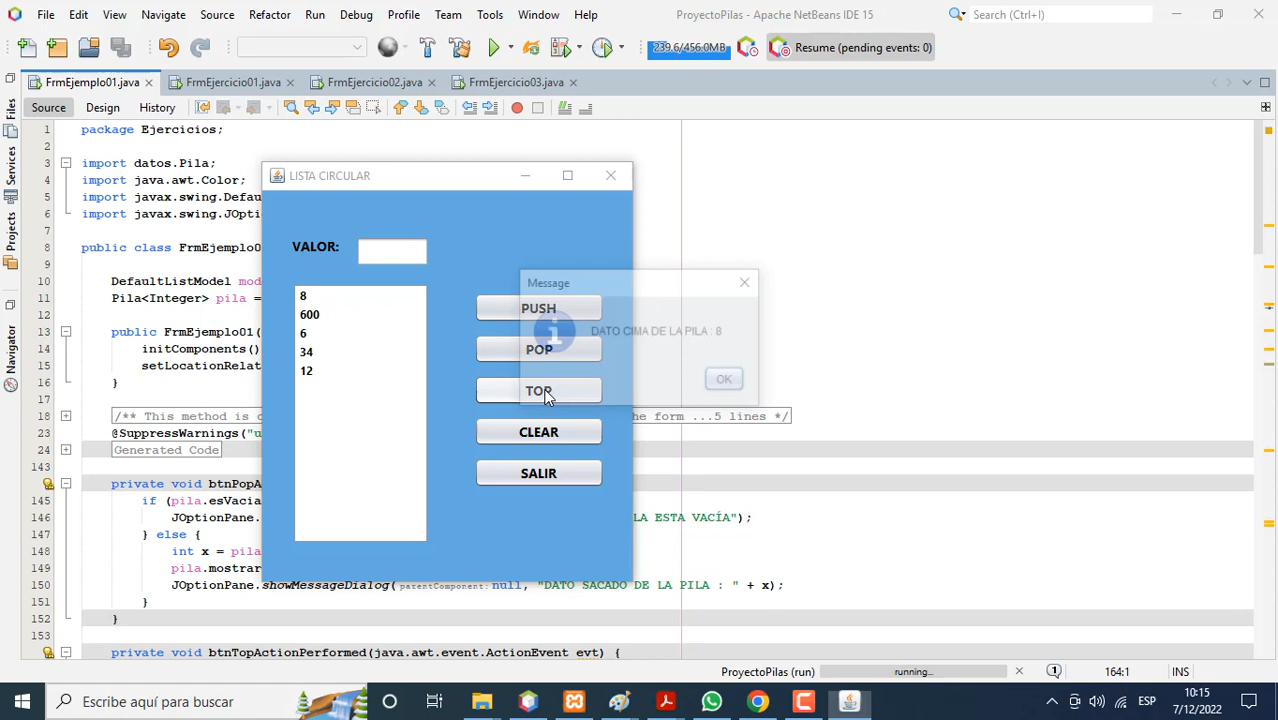 File Edit View Navigate Source Refactor Run Debug Profile Team Tools Window Help
ProyectoPilas - Apache NetBeans IDE 15
Search (Ctrl+I)
239.6/456.0MB
Resume (pending events: 0)
FrmEjemplo01.java
FrmEjercicio01.java
FrmEjercicio02.java
FrmEjercicio03.java
Source Design History
Files
Services
Projects
Navigator
1 package Ejercicios;
2
3 import datos.Pila;
4 import java.awt.Color;
5 import javax.swing.Defa
6 import javax.swing.JOpt
7
8 public class FrmEjemplo0
9
10 DefaultListModel mod
11 Pila<Integer> pila =
12
13 public FrmEjemplo01(
14 initComponents()
15 setLocationRelat
16 }
17
18 /** This method is c he form ...5 lines */
23 @SuppressWarnings("u
24 Generated Code
143
private void btnPopA
145 if (pila.esVacia
146 JOptionPane. LA ESTA VACÍA");
147 } else {
148 int x = pila
149 pila.mostrar
150 JOptionPane.showMessageDialog(parentComponent: null, "DATO SACADO DE LA PILA : " + x);
151 }
152 }
153
private void btnTopActionPerformed(java.awt.event.ActionEvent evt) {
LISTA CIRCULAR
VALOR:
8
600
6
34
12
PUSH
POP
TOP
CLEAR
SALIR
Message
DATO CIMA DE LA PILA : 8
OK
ProyectoPilas (run)
running...
1
164:1
INS
Escribe aquí para buscar
ESP
10:15
7/12/2022